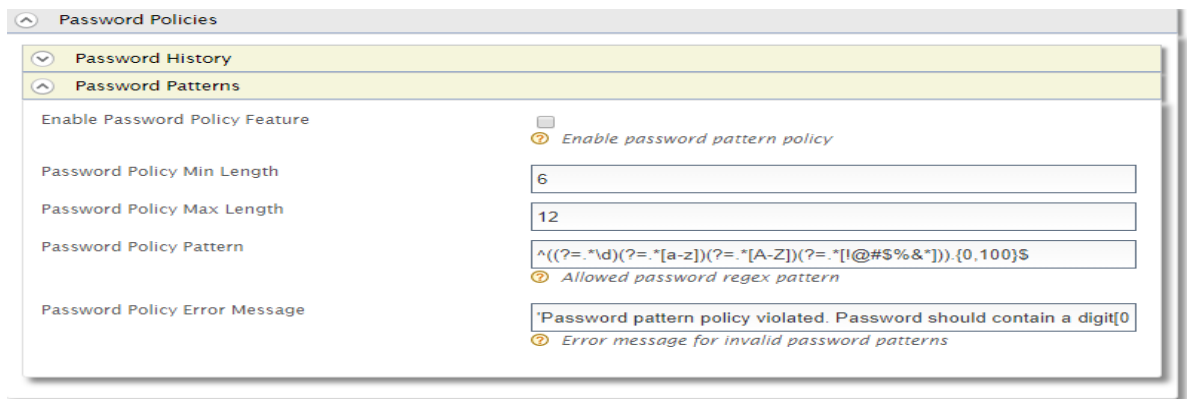 Password Policies
Password History
Password Patterns
Enable Password Policy Feature
Enable password pattern policy
Password Policy Min Length
6
Password Policy Max Length
12
Password Policy Pattern
^((?=.*\d)(?=.*[a-z])(?=.*[A-Z])(?=.*[!@#$%&*])).{0,100}$
Allowed password regex pattern
Password Policy Error Message
'Password pattern policy violated. Password should contain a digit[0
Error message for invalid password patterns